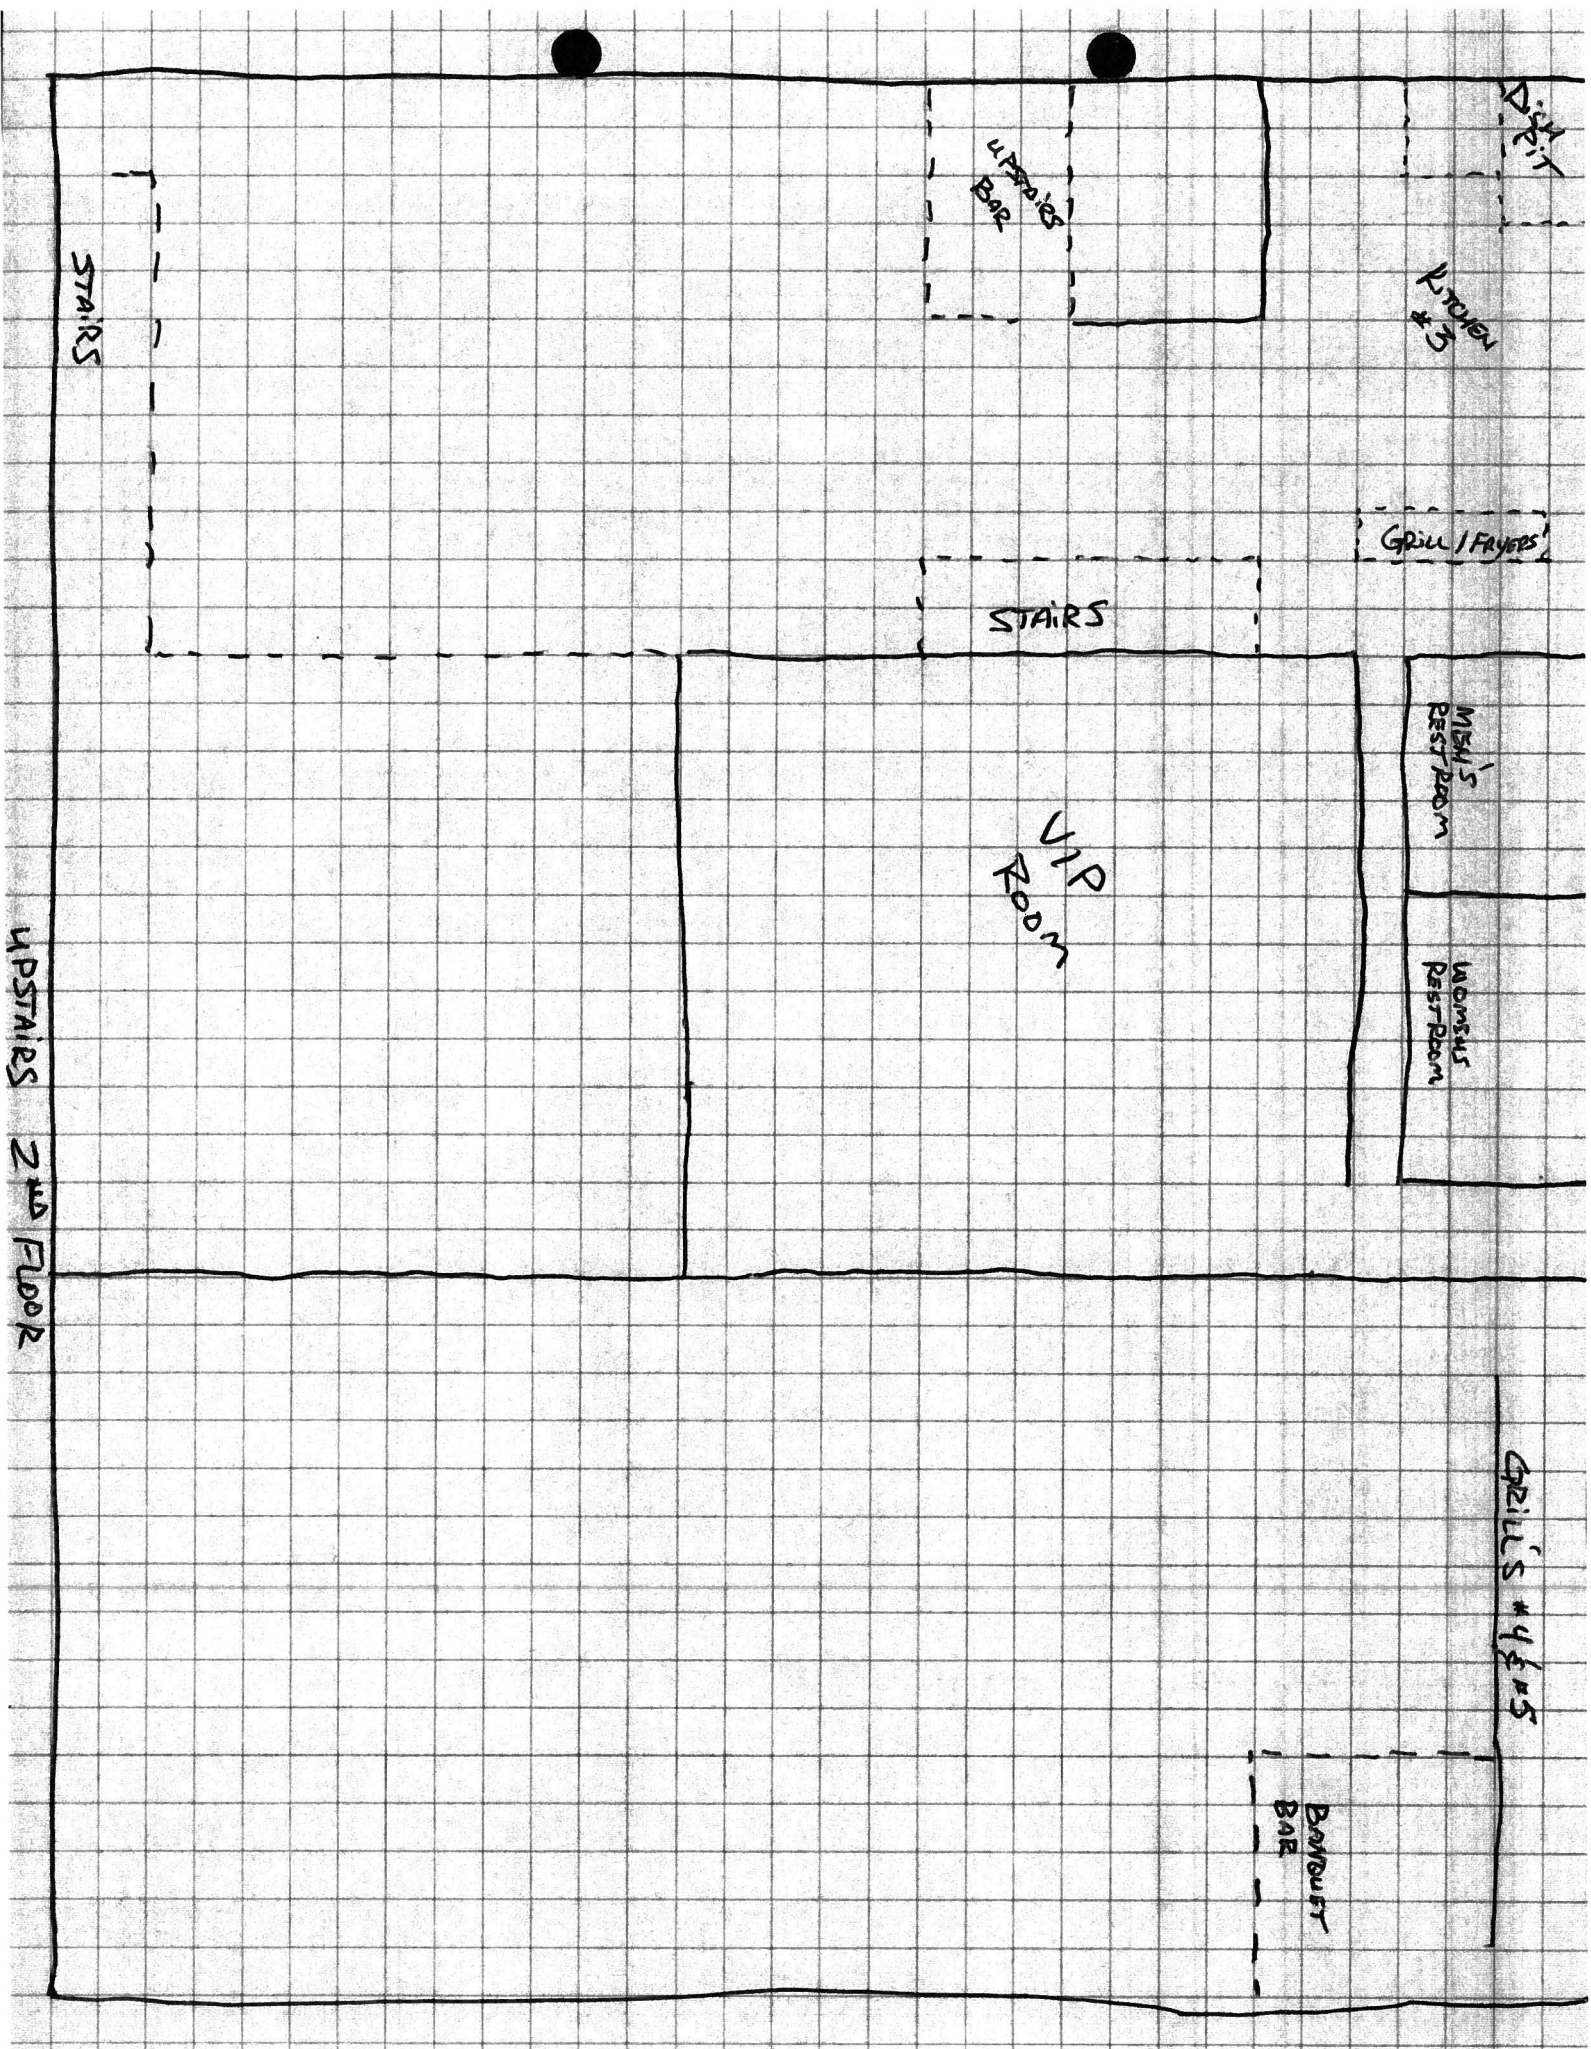 DiSH
PiT
UPSTAiRS
BAR
KiTCHEN
#3
STAiRS
GRiLL / FRYERS
STAiRS
MEN'S
RESTROOM
VIP
ROOM
WOMENS
RESTROOM
UPSTAiRS 2ND FLOOR
GRiLL'S #4 & #5
BANQUET
BAR